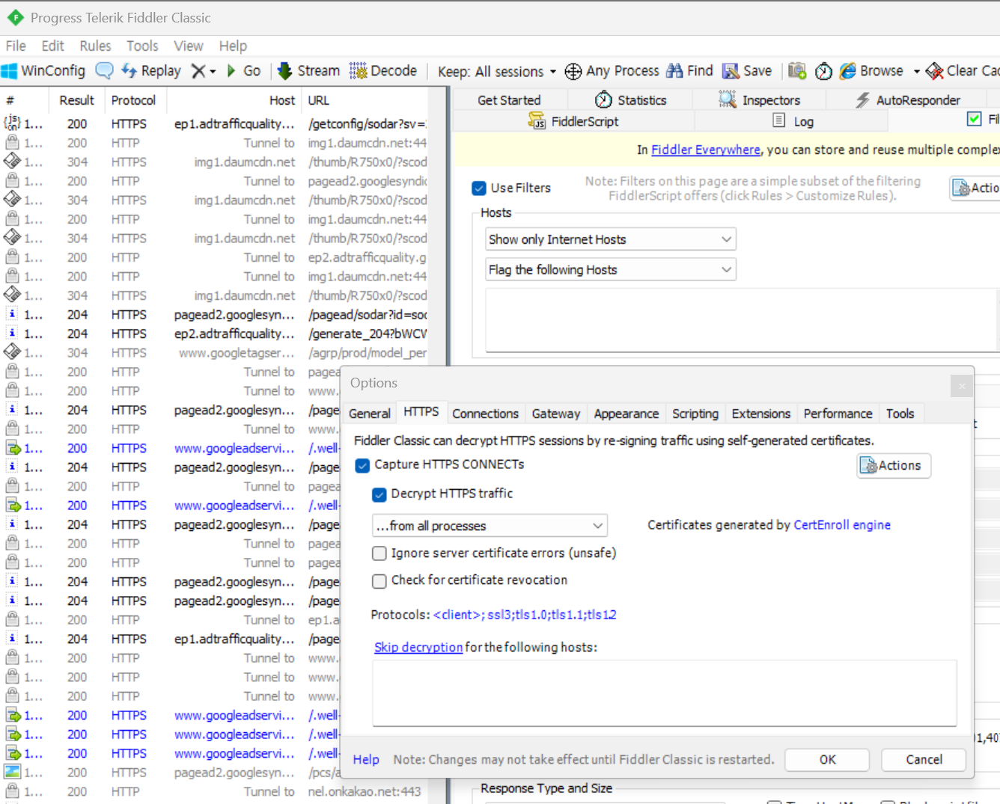 Progress Telerik Fiddler Classic
File Edit Rules Tools View Help
WinConfig Replay Go Stream Decode Keep: All sessions Any Process Find Save Browse Clear Cac
# Result Protocol Host URL
1... 200 HTTPS ep1.adtrafficquality... /getconfig/sodar?sv=
1... 200 HTTPS Tunnel to img1.daumcdn.net:44
1... 304 HTTPS img1.daumcdn.net /thumb/R750x0/?scod
1... 200 HTTPS Tunnel to pagead2.googlesyndic
1... 304 HTTPS img1.daumcdn.net /thumb/R750x0/?scod
1... 200 HTTPS Tunnel to img1.daumcdn.net:44
1... 304 HTTPS img1.daumcdn.net /thumb/R750x0/?scod
1... 200 HTTPS Tunnel to ep2.adtrafficquality.g
1... 200 HTTPS Tunnel to img1.daumcdn.net:44
1... 304 HTTPS img1.daumcdn.net /thumb/R750x0/?scod
1... 204 HTTPS pagead2.googlesyn... /pagead/sodar?id=soc
1... 204 HTTPS ep2.adtrafficquality... /generate_204?bWCW
1... 304 HTTPS www.googletagser... /agrp/prod/model_per
1... 200 HTTP Tunnel to pagea
1... 200 HTTP Tunnel to www.
1... 204 HTTPS pagead2.googlesyn... /page
1... 200 HTTP Tunnel to www.
1... 200 HTTPS www.googleadservi... /.well-
1... 204 HTTPS pagead2.googlesyn... /page
1... 200 HTTP Tunnel to pagea
1... 200 HTTPS www.googleadservi... /.well-
1... 204 HTTPS pagead2.googlesyn... /page
1... 200 HTTP Tunnel to pagea
1... 200 HTTP Tunnel to pagea
1... 204 HTTPS pagead2.googlesyn... /page
1... 204 HTTPS pagead2.googlesyn... /page
1... 200 HTTP Tunnel to ep1.a
1... 204 HTTPS ep1.adtrafficquality... /page
1... 200 HTTP Tunnel to www.
1... 200 HTTP Tunnel to www.
1... 200 HTTP Tunnel to www.
1... 200 HTTPS www.googleadservi... /.well-
1... 200 HTTPS www.googleadservi... /.well-
1... 200 HTTPS www.googleadservi... /.well-
1... 200 HTTPS pagead2.googlesyn... /pcs/a
1... 200 HTTP Tunnel to nel.onkakao.net:443
Get Started Statistics Inspectors AutoResponder
FiddlerScript Log Fil
In Fiddler Everywhere, you can store and reuse multiple complex
Use Filters
Note: Filters on this page are a simple subset of the filtering
FiddlerScript offers (click Rules > Customize Rules).
Actio
Hosts
Show only Internet Hosts
Flag the following Hosts
Options
General HTTPS Connections Gateway Appearance Scripting Extensions Performance Tools
Fiddler Classic can decrypt HTTPS sessions by re-signing traffic using self-generated certificates.
Capture HTTPS CONNECTs
Actions
Decrypt HTTPS traffic
...from all processes
Certificates generated by CertEnroll engine
Ignore server certificate errors (unsafe)
Check for certificate revocation
Protocols: <client>; ssl3;tls1.0;tls1.1;tls1.2
Skip decryption for the following hosts:
Help Note: Changes may not take effect until Fiddler Classic is restarted. OK Cancel
Response Type and Size